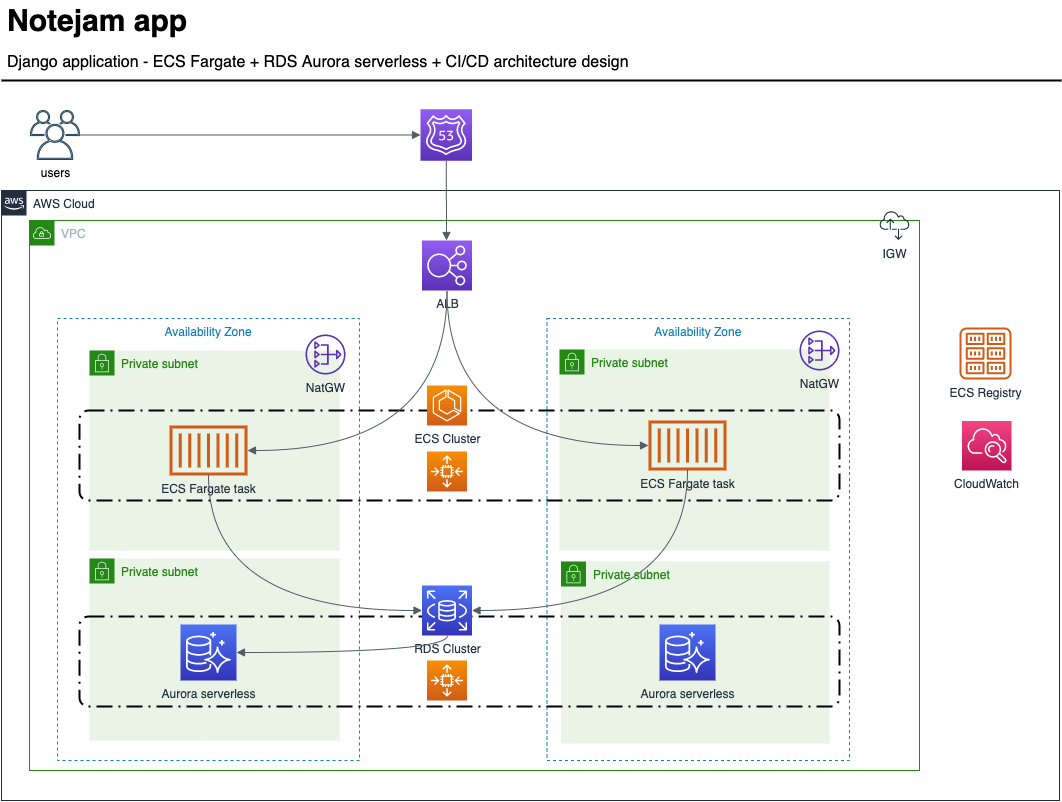 Notejam app
Django application - ECS Fargate + RDS Aurora serverless + CI/CD architecture design
53
users
aws
AWS Cloud
VPC
IGW
ALB
Availability Zone
Availability Zone
Private subnet
NatGW
Private subnet
NatGW
ECS Registry
ECS Cluster
ECS Fargate task
ECS Fargate task
CloudWatch
Private subnet
Private subnet
RDS Cluster
Aurora serverless
Aurora serverless